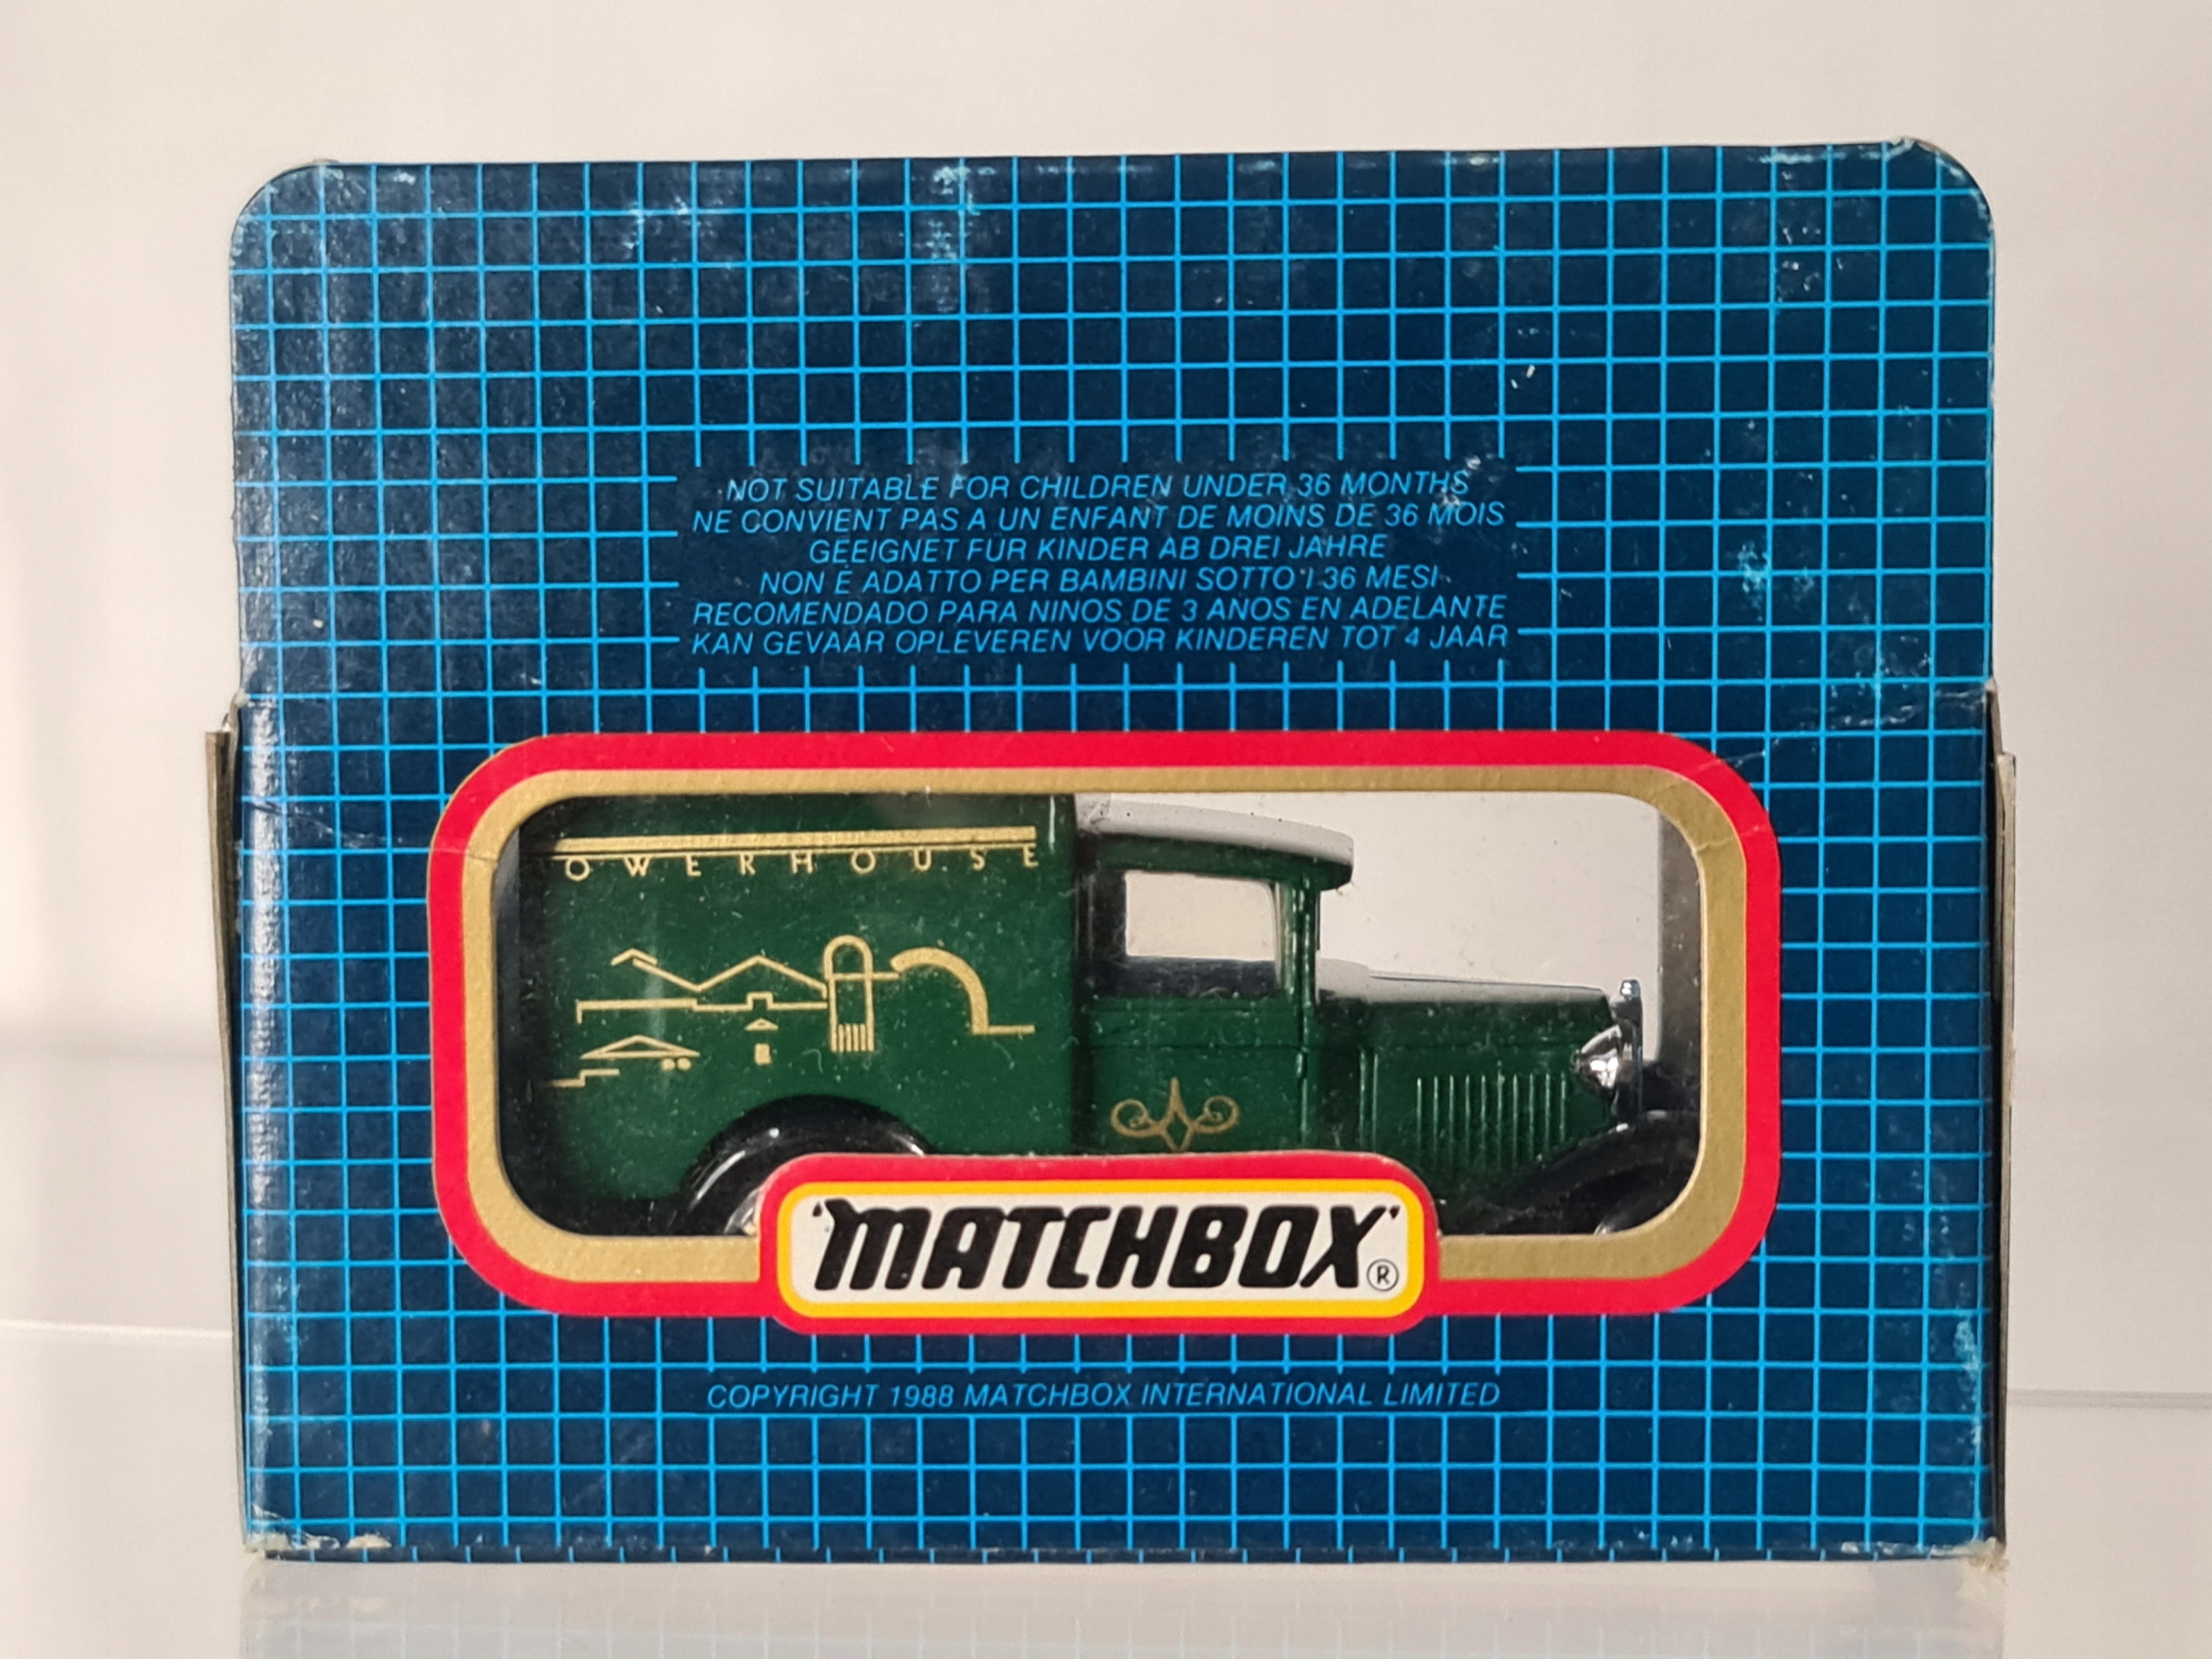 NOT SUITABLE FOR CHILDREN UNDER 36 MONTHS
NE CONVIENT PAS A UN ENFANT DE MOINS DE 36 MOIS
GEEIGNET FUR KINDER AB DREI JAHRE
NON E ADATTO PER BAMBINI SOTTO I 36 MESI
RECOMENDADO PARA NINOS DE 3 ANOS EN ADELANTE
KAN GEVAAR OPLEVEREN VOOR KINDEREN TOT 4 JAAR
OWERHOUSE
'MATCHBOX'®
COPYRIGHT 1988 MATCHBOX INTERNATIONAL LIMITED